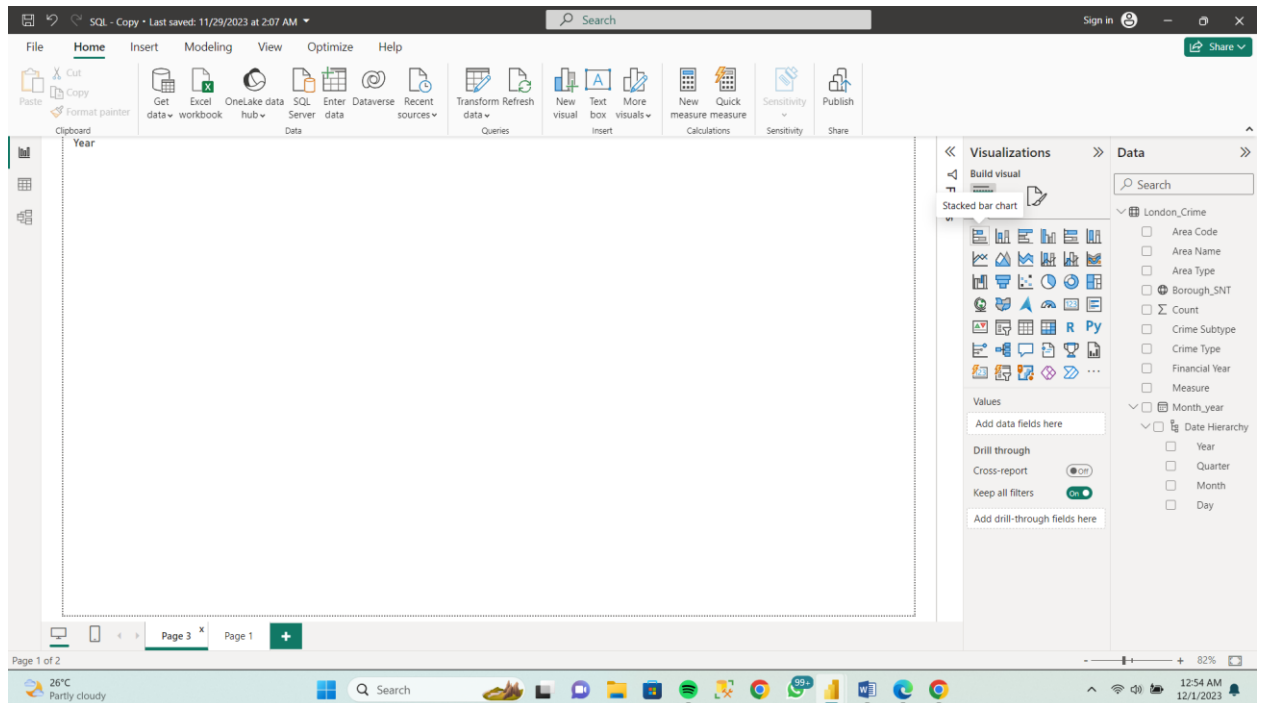 SQL - Copy • Last saved: 11/29/2023 at 2:07 AM
Search
Sign in
File Home Insert Modeling View Optimize Help
Share
Paste
Cut
Copy
Format painter
Clipboard
Get data
Excel workbook
OneLake data hub
SQL Server
Enter data
Dataverse
Recent sources
Data
Transform data
Refresh
Queries
New visual
Text box
More visuals
Insert
New measure
Quick measure
Calculations
Sensitivity
Sensitivity
Publish
Share
Year
Visualizations
Build visual
Stacked bar chart
R Py
123
Values
Add data fields here
Drill through
Cross-report Off
Keep all filters On
Add drill-through fields here
Data
Search
London_Crime
Area Code
Area Name
Area Type
Borough_SNT
Σ Count
Crime Subtype
Crime Type
Financial Year
Measure
Month_year
Date Hierarchy
Year
Quarter
Month
Day
Page 3 x Page 1 +
Page 1 of 2
- + 82%
26°C
Partly cloudy
Search
99+
12:54 AM
12/1/2023